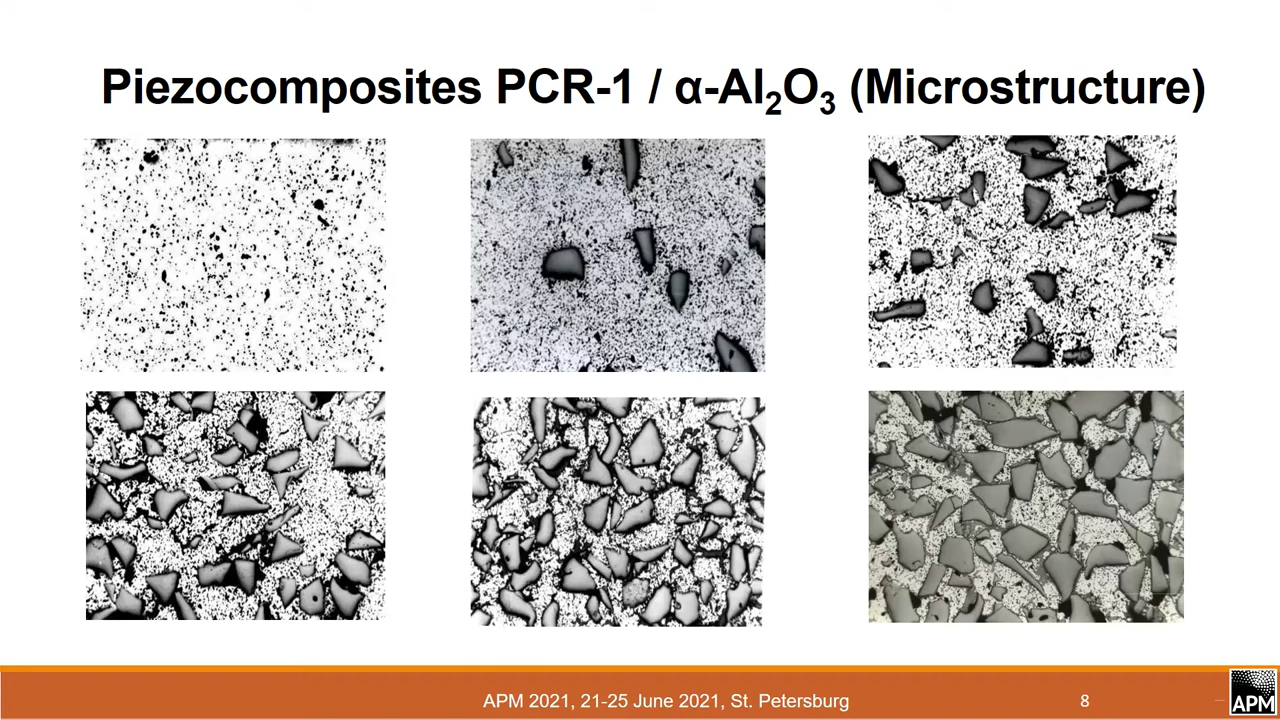 Piezocomposites PCR-1 / α-Al₂O₃ (Microstructure)
APM 2021, 21-25 June 2021, St. Petersburg
8
APM